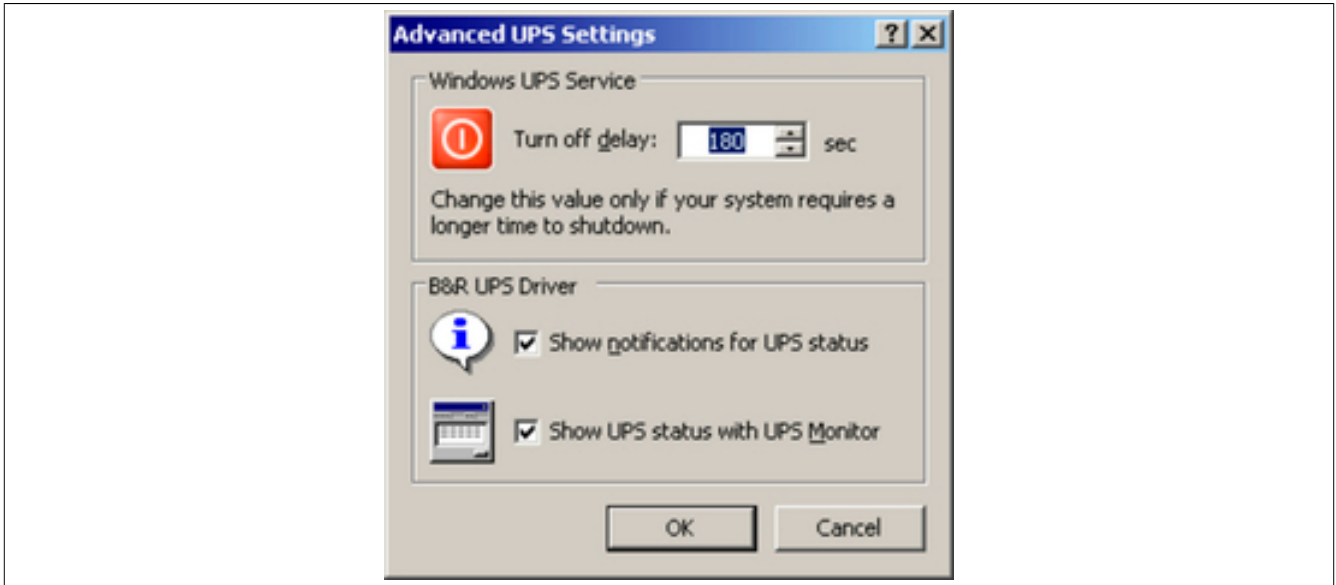 Advanced UPS Settings
Windows UPS Service
Turn off delay: 180 sec
Change this value only if your system requires a
longer time to shutdown.
B&R UPS Driver
Show notifications for UPS status
Show UPS status with UPS Monitor
OK Cancel